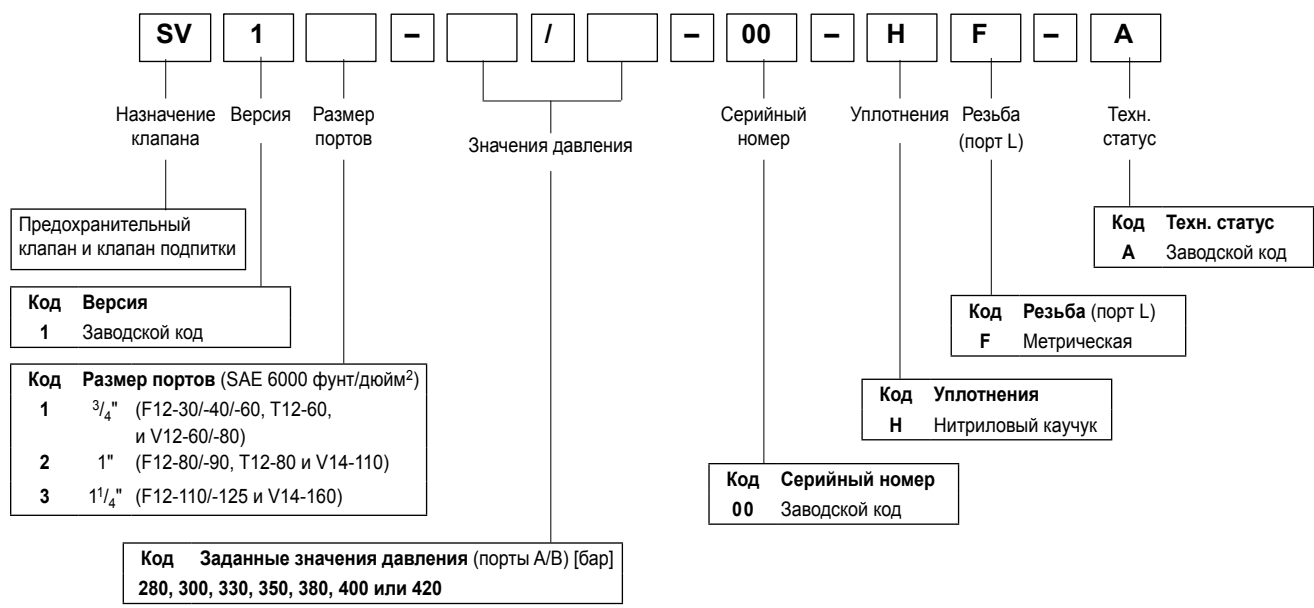 SV 1 – / – 00 – H F – A
Назначение клапана
Версия
Размер портов
Значения давления
Серийный номер
Уплотнения
Резьба (порт L)
Техн. статус
Предохранительный
клапан и клапан подпитки
Код Техн. статус
A Заводской код
Код Версия
1 Заводской код
Код Резьба (порт L)
F Метрическая
Код Размер портов (SAE 6000 фунт/дюйм²)
1 3/4" (F12-30/-40/-60, T12-60,
и V12-60/-80)
2 1" (F12-80/-90, T12-80 и V14-110)
3 1 1/4" (F12-110/-125 и V14-160)
Код Уплотнения
H Нитриловый каучук
Код Серийный номер
00 Заводской код
Код Заданные значения давления (порты A/B) [бар]
280, 300, 330, 350, 380, 400 или 420